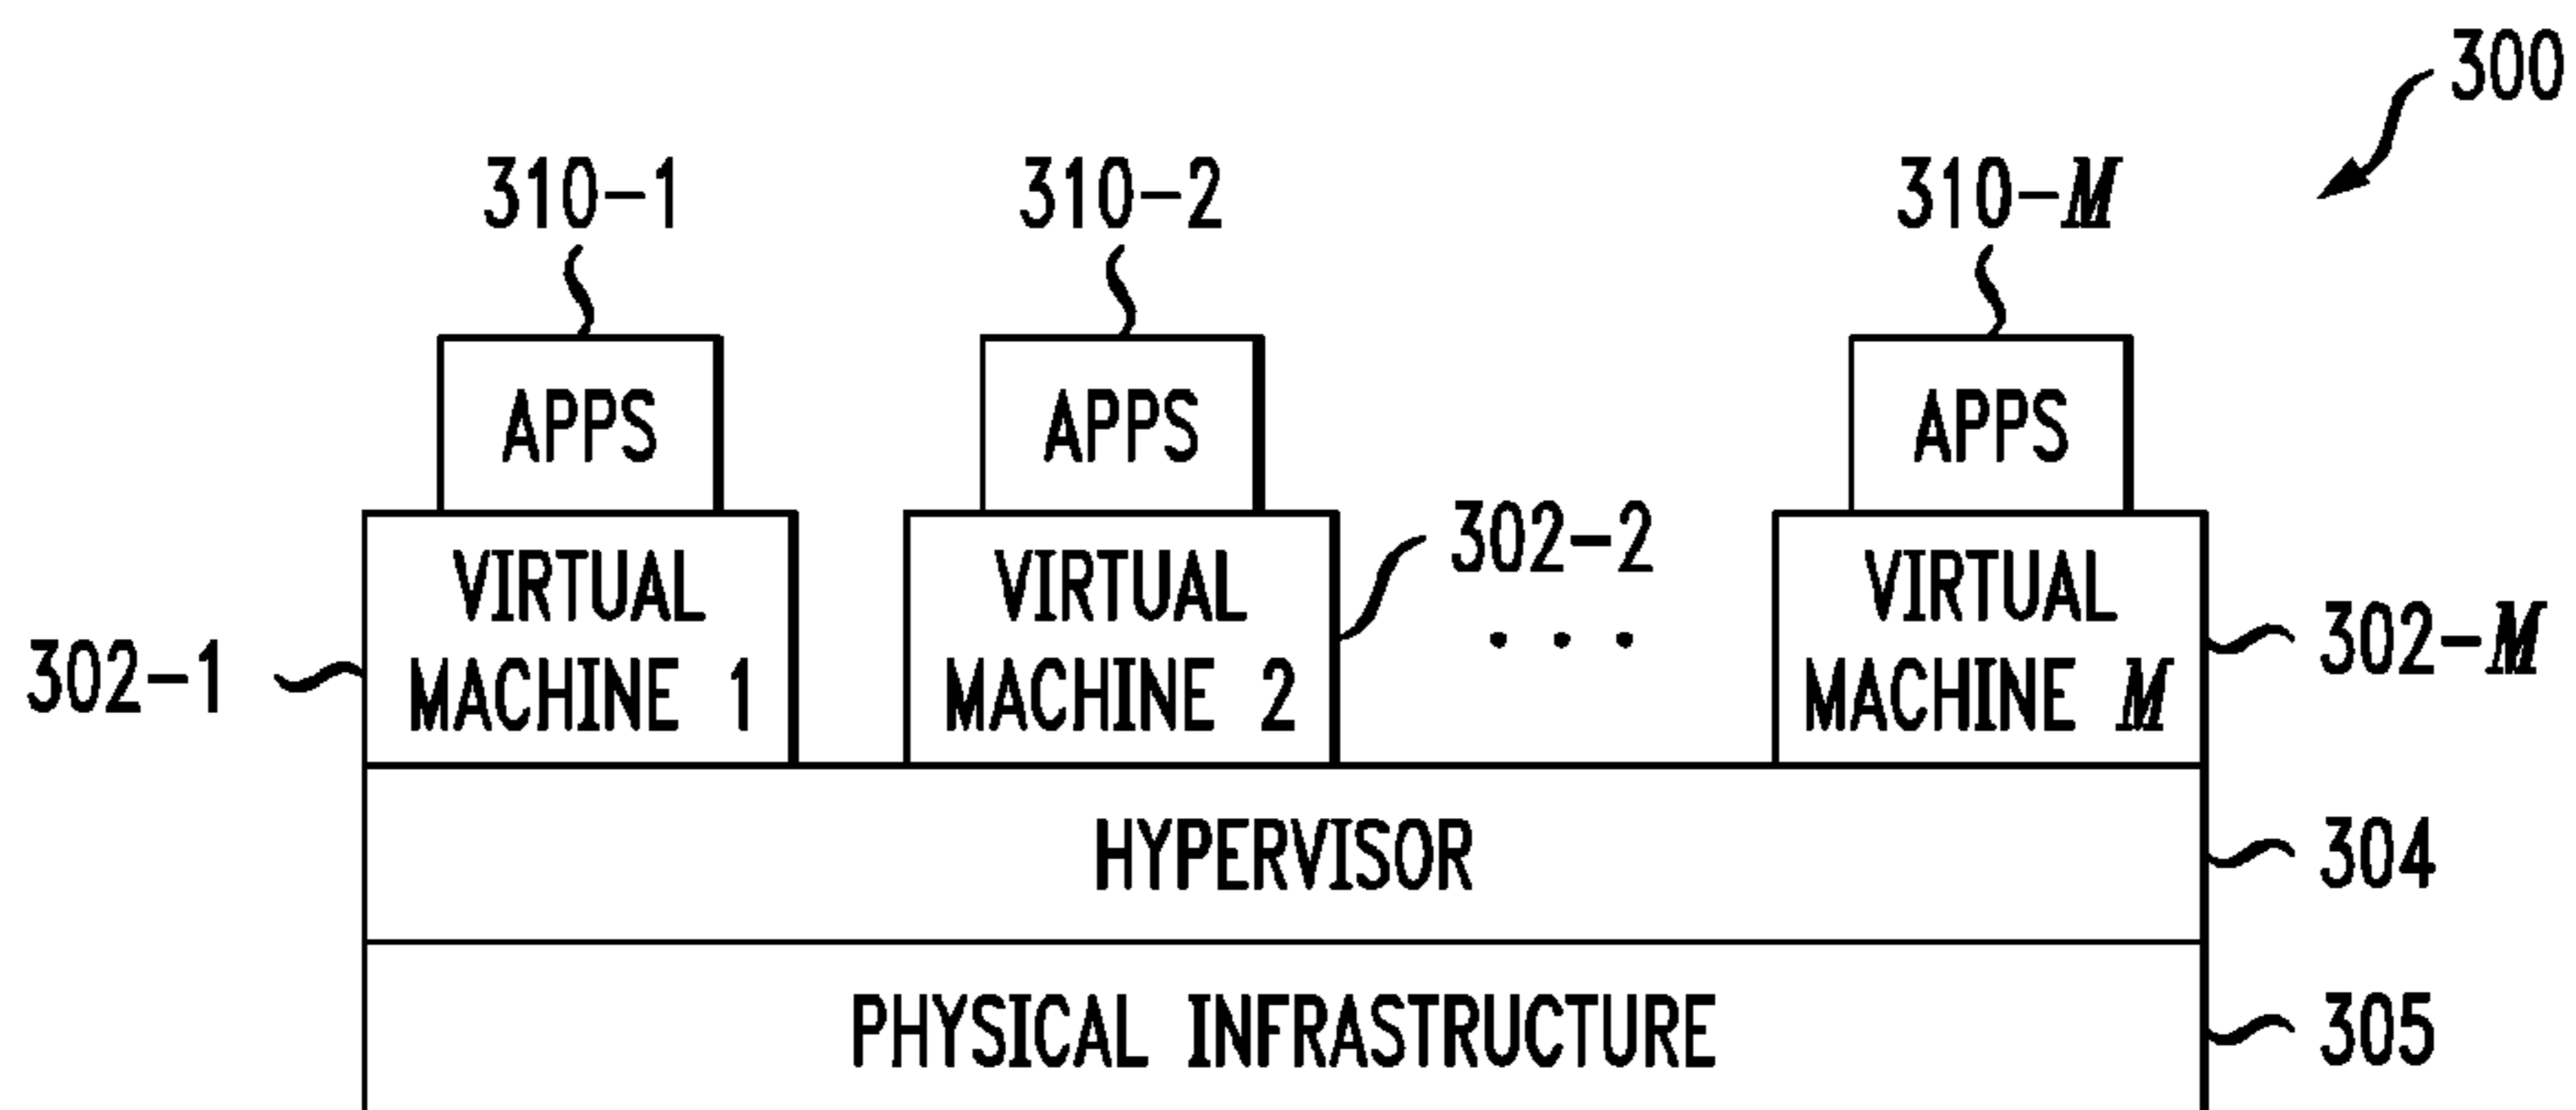 300
310-1
310-2
310-M
APPS
APPS
APPS
302-1
VIRTUAL
MACHINE 1
VIRTUAL
MACHINE 2
302-2
. . .
VIRTUAL
MACHINE M
302-M
HYPERVISOR
304
PHYSICAL INFRASTRUCTURE
305